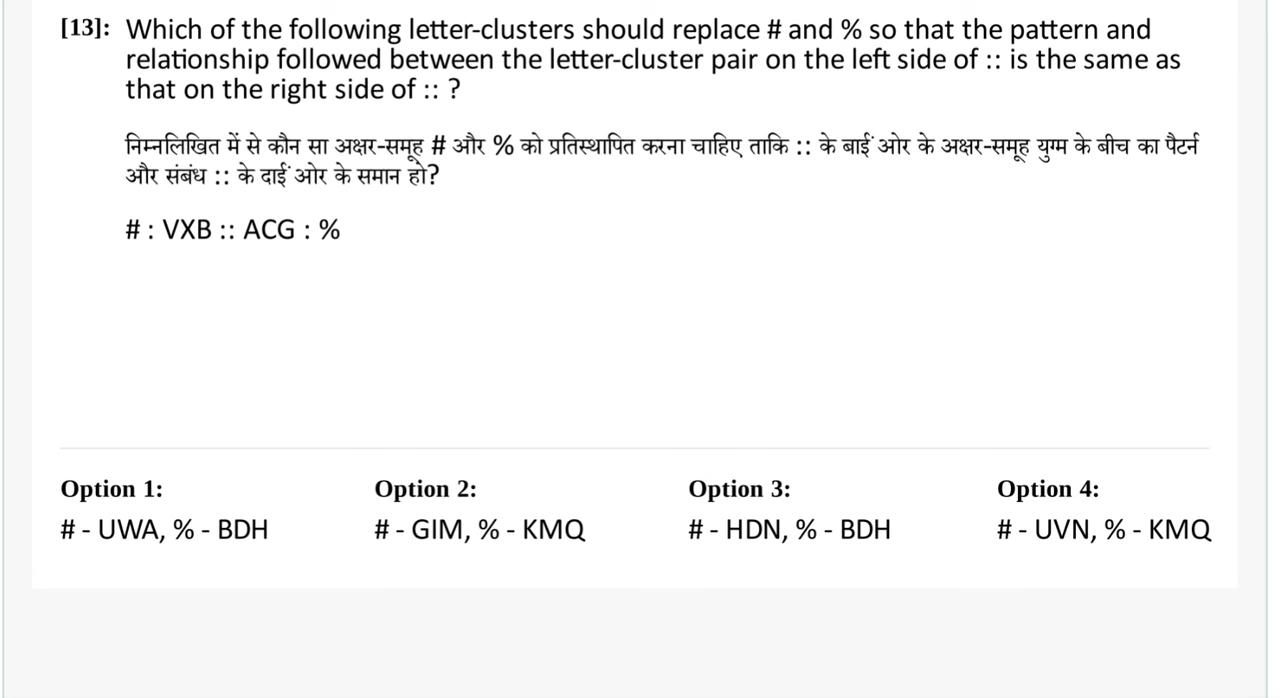 [13]: Which of the following letter-clusters should replace # and % so that the pattern and
relationship followed between the letter-cluster pair on the left side of :: is the same as
that on the right side of :: ?
निम्नलिखित में से कौन सा अक्षर-समूह # और % को प्रतिस्थापित करना चाहिए ताकि :: के बाईं ओर के अक्षर-समूह युग्म के बीच का पैटर्न
और संबंध :: के दाईं ओर के समान हो?
# : VXB :: ACG : %
Option 1: Option 2: Option 3: Option 4:
# - UWA, % - BDH # - GIM, % - KMQ # - HDN, % - BDH # - UVN, % - KMQ